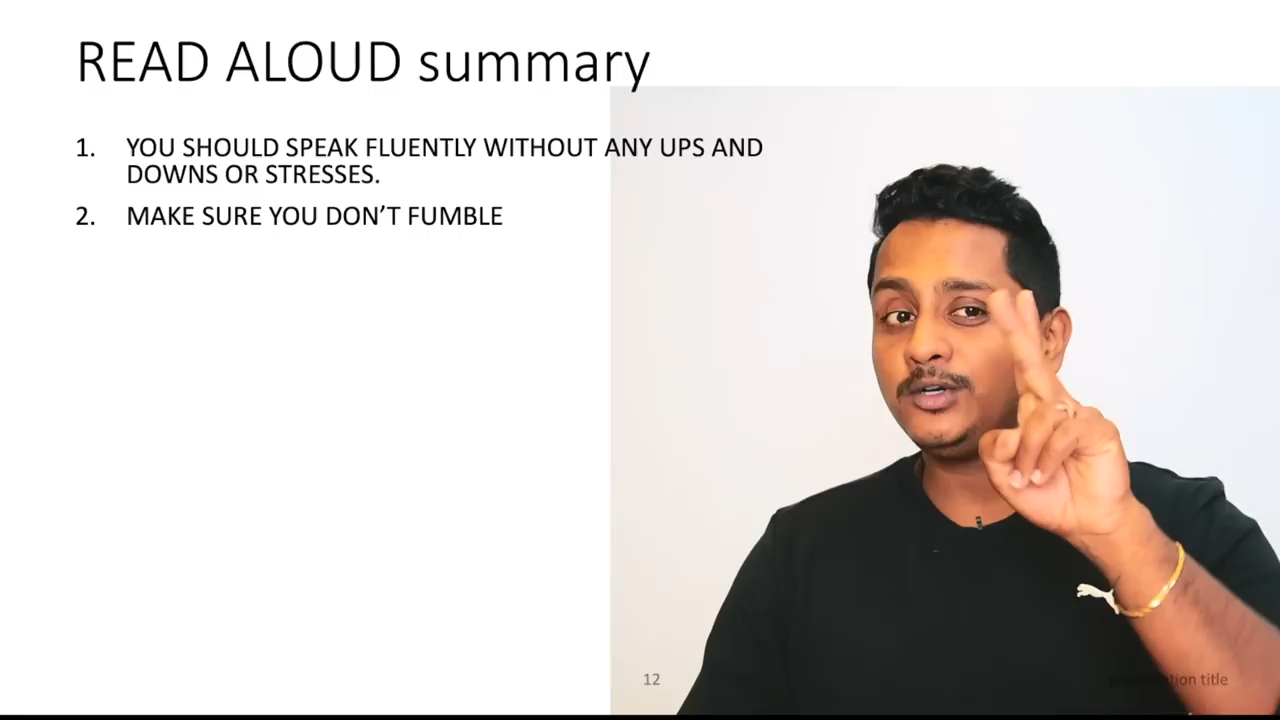 READ ALOUD summary
1. YOU SHOULD SPEAK FLUENTLY WITHOUT ANY UPS AND
DOWNS OR STRESSES.
2. MAKE SURE YOU DON’T FUMBLE
12
title